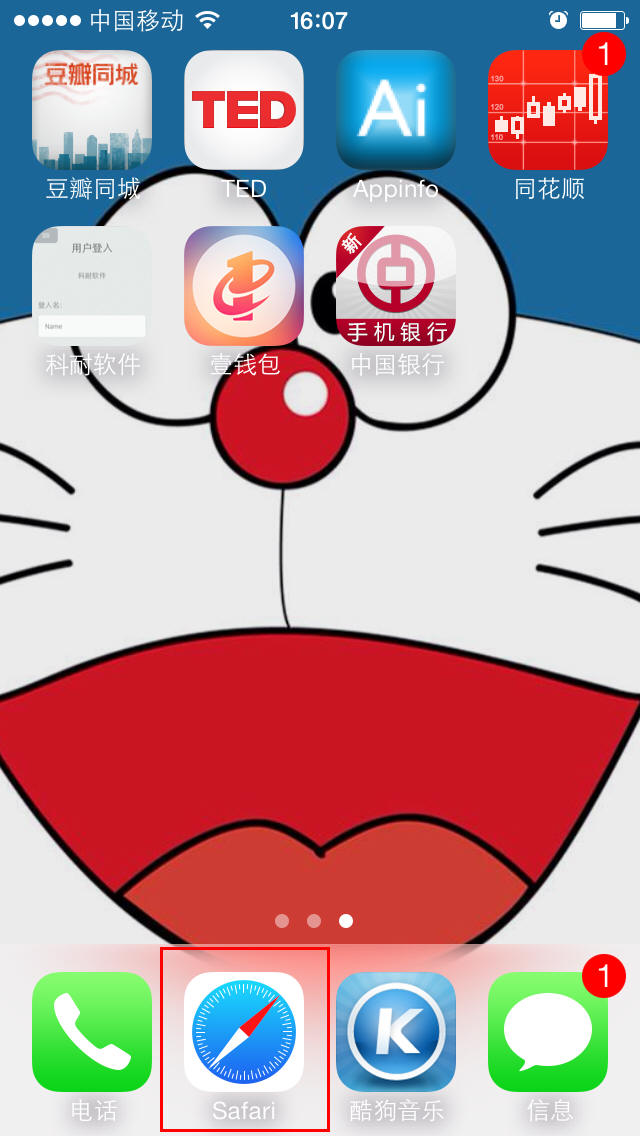 中国移动 16:07
豆瓣同城
TED
Ai
1
130
120
110
豆瓣同城 TED Appinfo 同花顺
用户登入
科耐软件
登入名:
Name
新
手机银行
科耐软件 壹钱包 中国银行
K
1
电话 Safari 酷狗音乐 信息